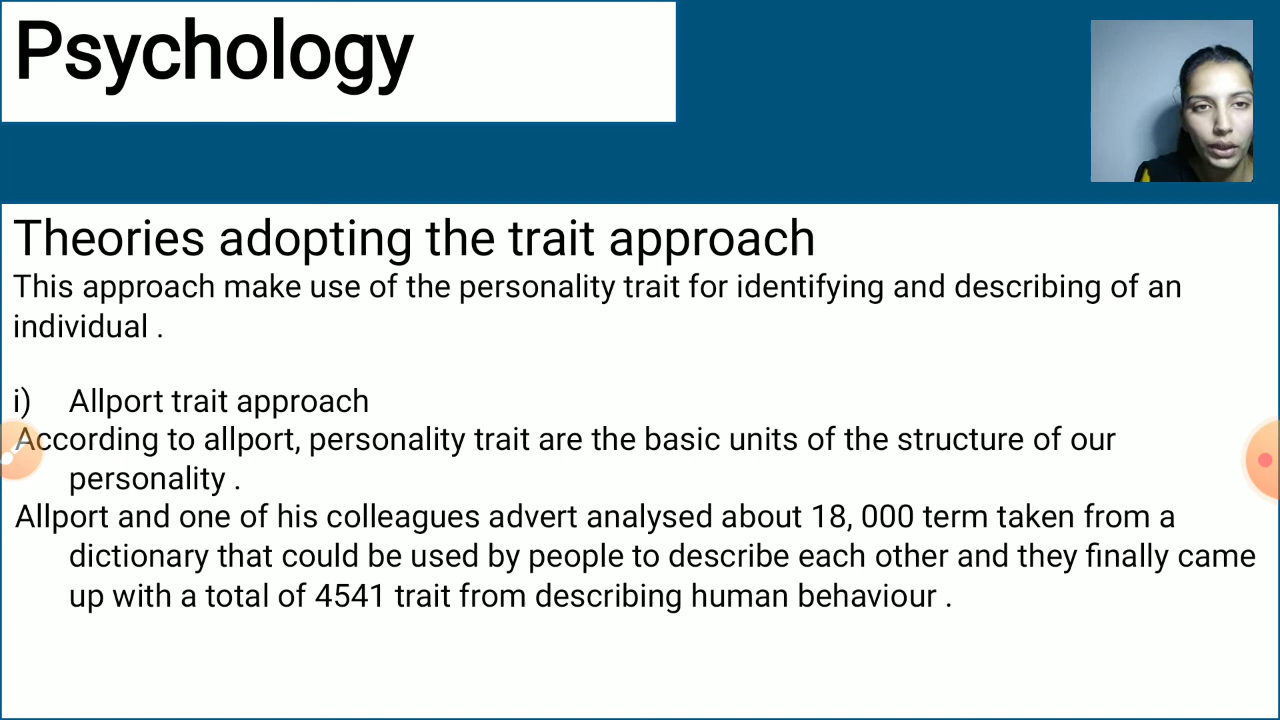 Psychology
Theories adopting the trait approach
This approach make use of the personality trait for identifying and describing of an
individual .
i) Allport trait approach
According to allport, personality trait are the basic units of the structure of our
personality .
Allport and one of his colleagues advert analysed about 18, 000 term taken from a
dictionary that could be used by people to describe each other and they finally came
up with a total of 4541 trait from describing human behaviour .